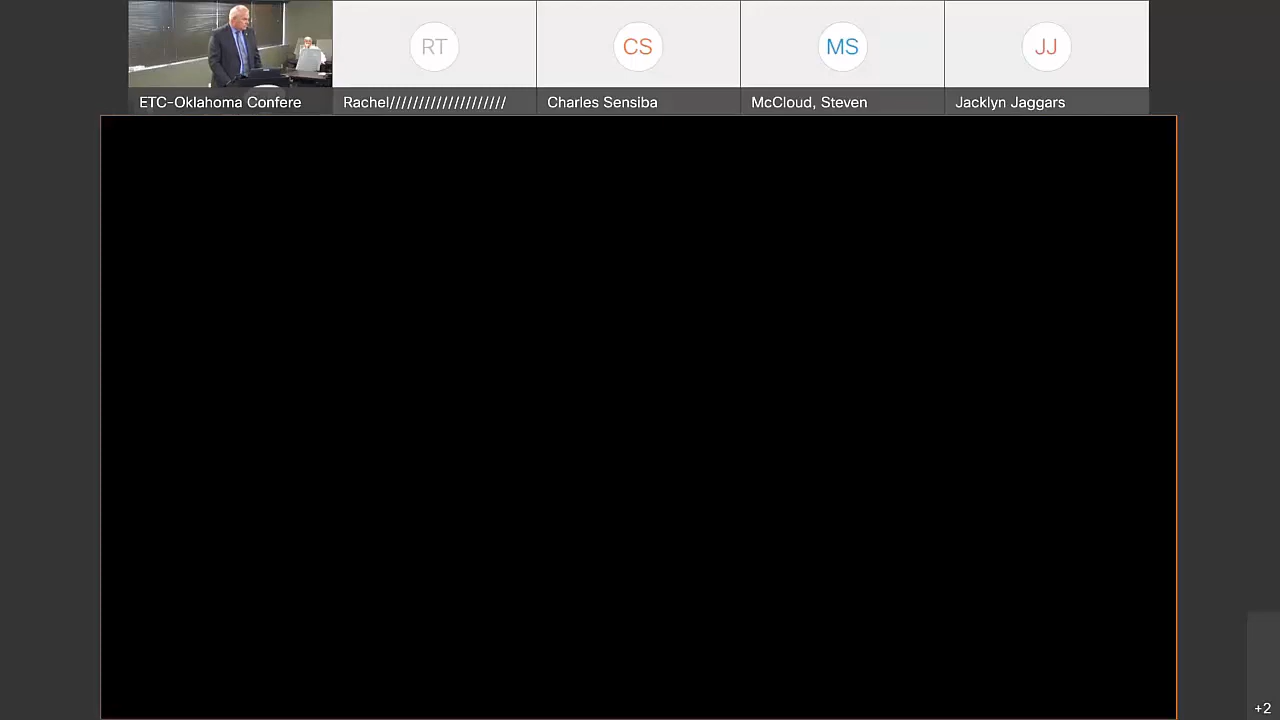 RT
CS
MS
JJ
ETC-Oklahoma Confere
Rachel////////////////////
Charles Sensiba
McCloud, Steven
Jacklyn Jaggars
+2